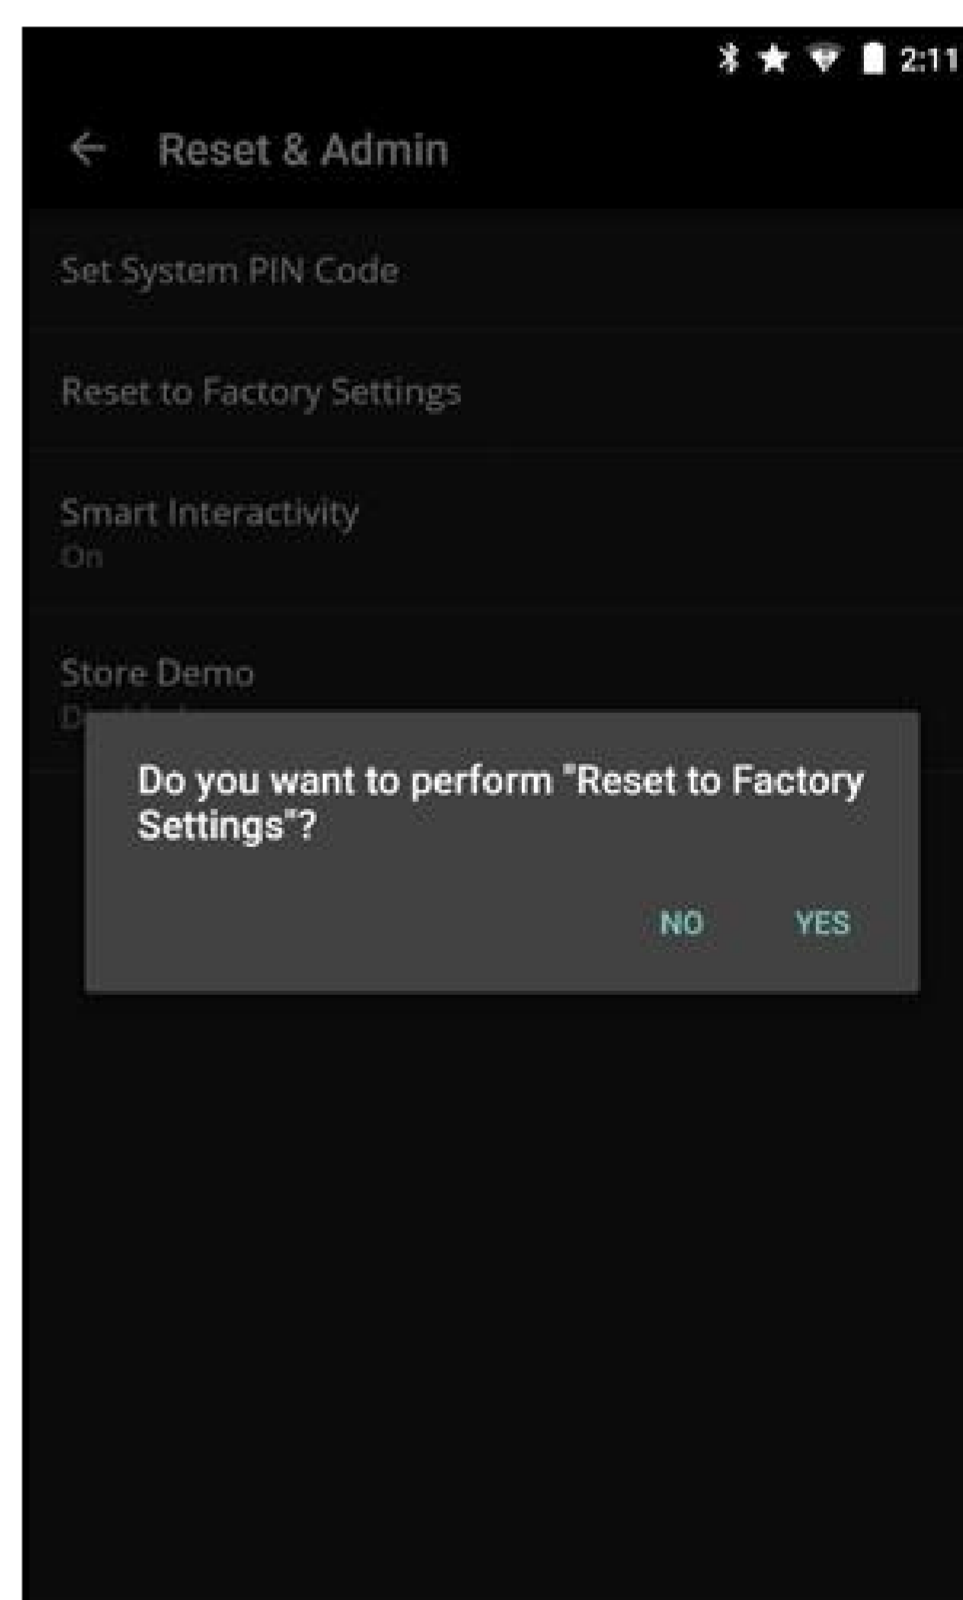 2:11
Reset & Admin
Set System PIN Code
Reset to Factory Settings
Smart Interactivity
On
Store Demo
Do you want to perform "Reset to Factory
Settings"?
NO YES